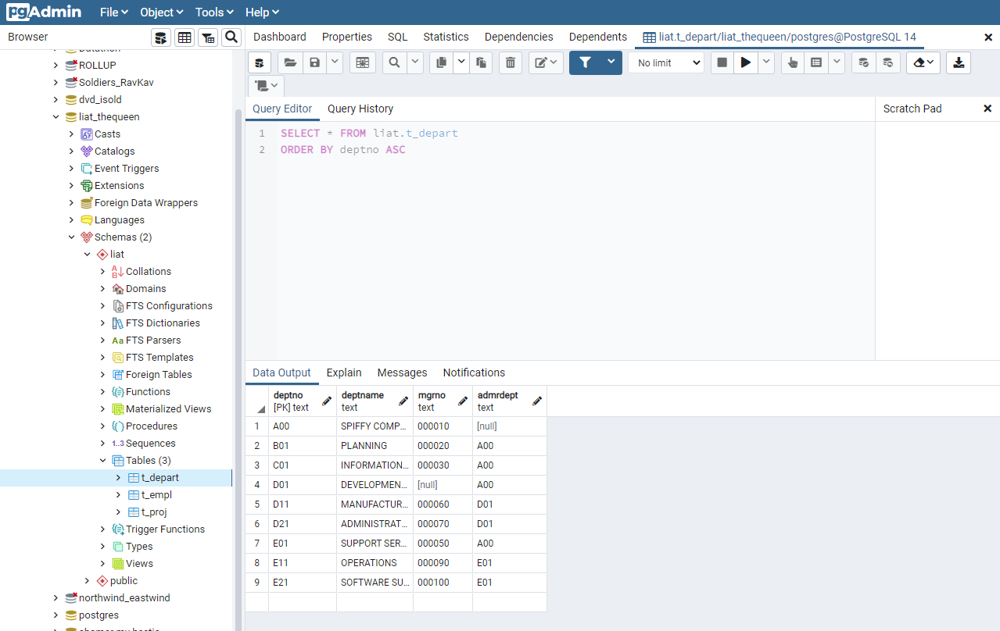 pgAdmin File Object Tools Help
Browser
Dashboard Properties SQL Statistics Dependencies Dependents liat.t_depart/liat_thequeen/postgres@PostgreSQL 14
No limit
ROLLUP
Soldiers_RavKav
dvd_isold
liat_thequeen
Casts
Catalogs
Event Triggers
Extensions
Foreign Data Wrappers
Languages
Schemas (2)
liat
Collations
Domains
FTS Configurations
FTS Dictionaries
Aa FTS Parsers
FTS Templates
Foreign Tables
Functions
Materialized Views
Procedures
1..3 Sequences
Tables (3)
t_depart
t_empl
t_proj
Trigger Functions
Types
Views
public
northwind_eastwind
postgres
Query Editor Query History
Scratch Pad
1 SELECT * FROM liat.t_depart
2 ORDER BY deptno ASC
Data Output Explain Messages Notifications
deptno deptname mgrno admrdept
[PK] text text text text
1 A00 SPIFFY COMP... 000010 [null]
2 B01 PLANNING 000020 A00
3 C01 INFORMATION... 000030 A00
4 D01 DEVELOPMEN... [null] A00
5 D11 MANUFACTUR... 000060 D01
6 D21 ADMINISTRAT... 000070 D01
7 E01 SUPPORT SER... 000050 A00
8 E11 OPERATIONS 000090 E01
9 E21 SOFTWARE SU... 000100 E01